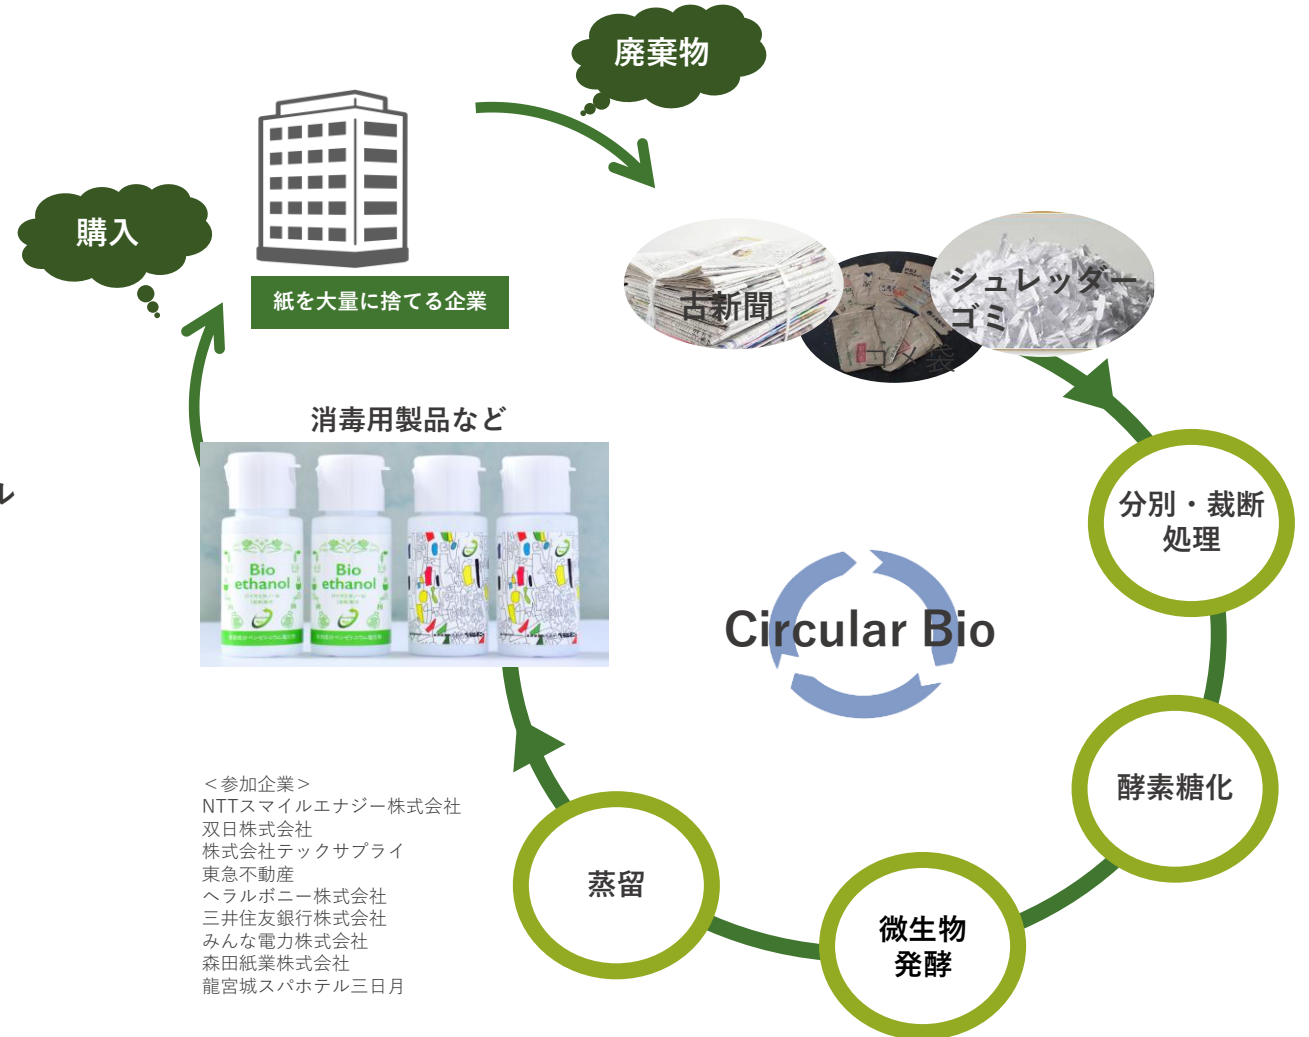 廃棄物
購入
紙を大量に捨てる企業
古新聞
コメ袋
シュレッダー
ゴミ
消毒用製品など
ル
Bio
ethanol
Bio
ethanol
分別・裁断
処理
Circular Bio
酵素糖化
微生物
発酵
蒸留
＜参加企業＞
NTTスマイルエナジー株式会社
双日株式会社
株式会社テックサプライ
東急不動産
ヘラルボニー株式会社
三井住友銀行株式会社
みんな電力株式会社
森田紙業株式会社
龍宮城スパホテル三日月